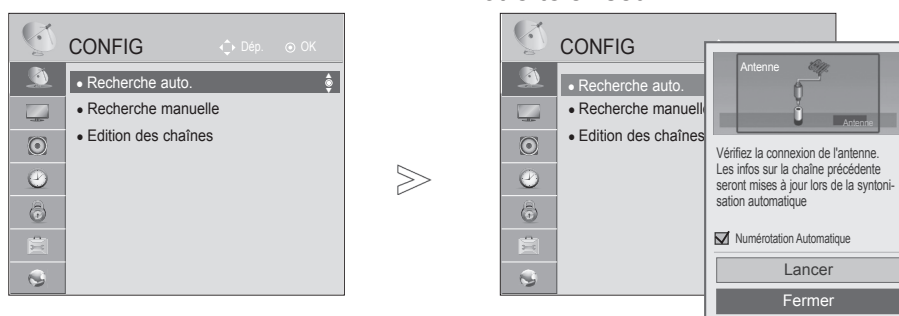 CONFIG
Dép. OK
• Recherche auto.
• Recherche manuelle
• Edition des chaînes
>
CONFIG
• Recherche auto.
• Recherche manuell
• Edition des chaînes
Antenne
Antenne
Vérifiez la connexion de l'antenne.
Les infos sur la chaîne précédente
seront mises à jour lors de la syntoni-
sation automatique
Numérotation Automatique
Lancer
Fermer